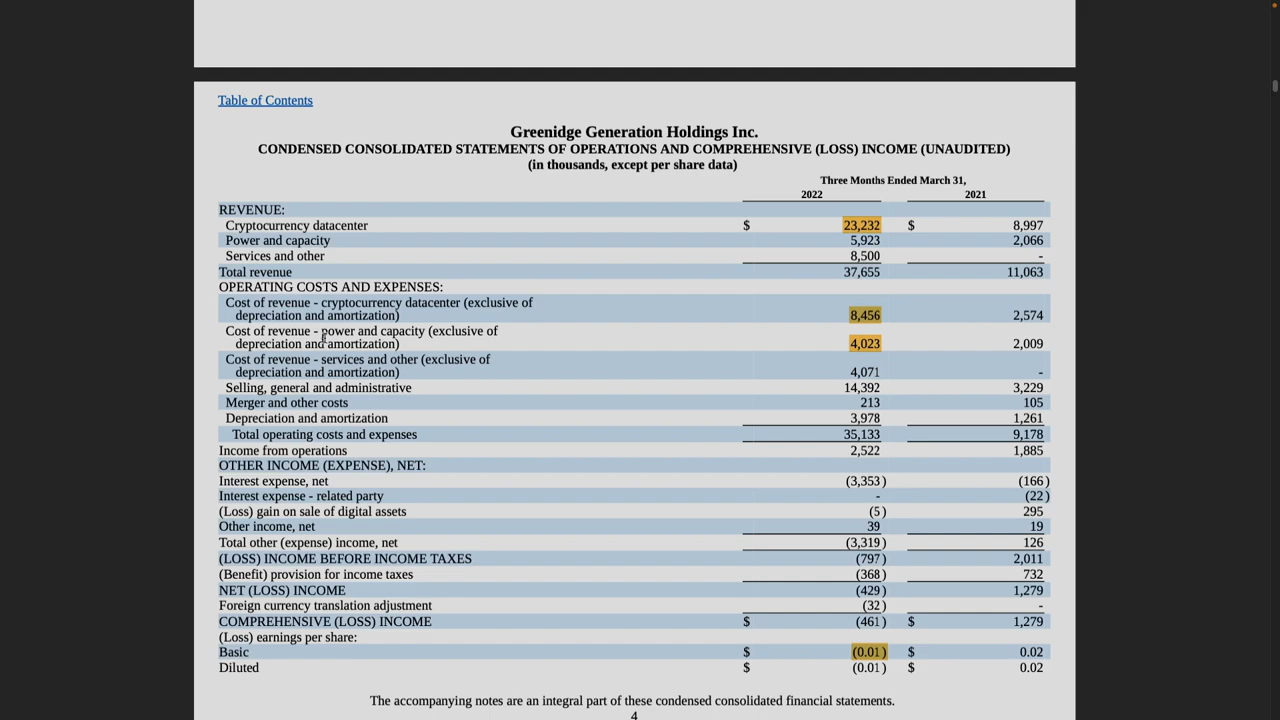 Table of Contents
Greenidge Generation Holdings Inc.
CONDENSED CONSOLIDATED STATEMENTS OF OPERATIONS AND COMPREHENSIVE (LOSS) INCOME (UNAUDITED)
(in thousands, except per share data)
Three Months Ended March 31,
2022 2021
REVENUE:
Cryptocurrency datacenter $ 23,232 $ 8,997
Power and capacity 5,923 2,066
Services and other 8,500 -
Total revenue 37,655 11,063
OPERATING COSTS AND EXPENSES:
Cost of revenue - cryptocurrency datacenter (exclusive of
depreciation and amortization) 8,456 2,574
Cost of revenue - power and capacity (exclusive of
depreciation and amortization) 4,023 2,009
Cost of revenue - services and other (exclusive of
depreciation and amortization) 4,071 -
Selling, general and administrative 14,392 3,229
Merger and other costs 213 105
Depreciation and amortization 3,978 1,261
Total operating costs and expenses 35,133 9,178
Income from operations 2,522 1,885
OTHER INCOME (EXPENSE), NET:
Interest expense, net (3,353) (166)
Interest expense - related party - (22)
(Loss) gain on sale of digital assets (5) 295
Other income, net 39 19
Total other (expense) income, net (3,319) 126
(LOSS) INCOME BEFORE INCOME TAXES (797) 2,011
(Benefit) provision for income taxes (368) 732
NET (LOSS) INCOME (429) 1,279
Foreign currency translation adjustment (32) -
COMPREHENSIVE (LOSS) INCOME $ (461) $ 1,279
(Loss) earnings per share:
Basic $ (0.01) $ 0.02
Diluted $ (0.01) $ 0.02
The accompanying notes are an integral part of these condensed consolidated financial statements.
4